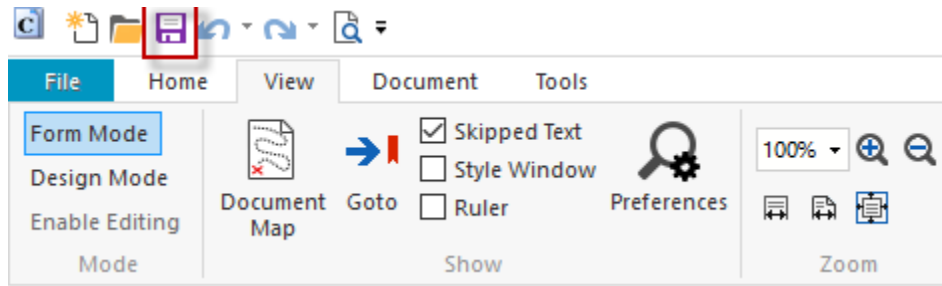 File Home View Document Tools
Form Mode
Design Mode
Enable Editing
Mode
Document
Map
Goto
Skipped Text
Style Window
Ruler
Preferences
Show
100%
Zoom